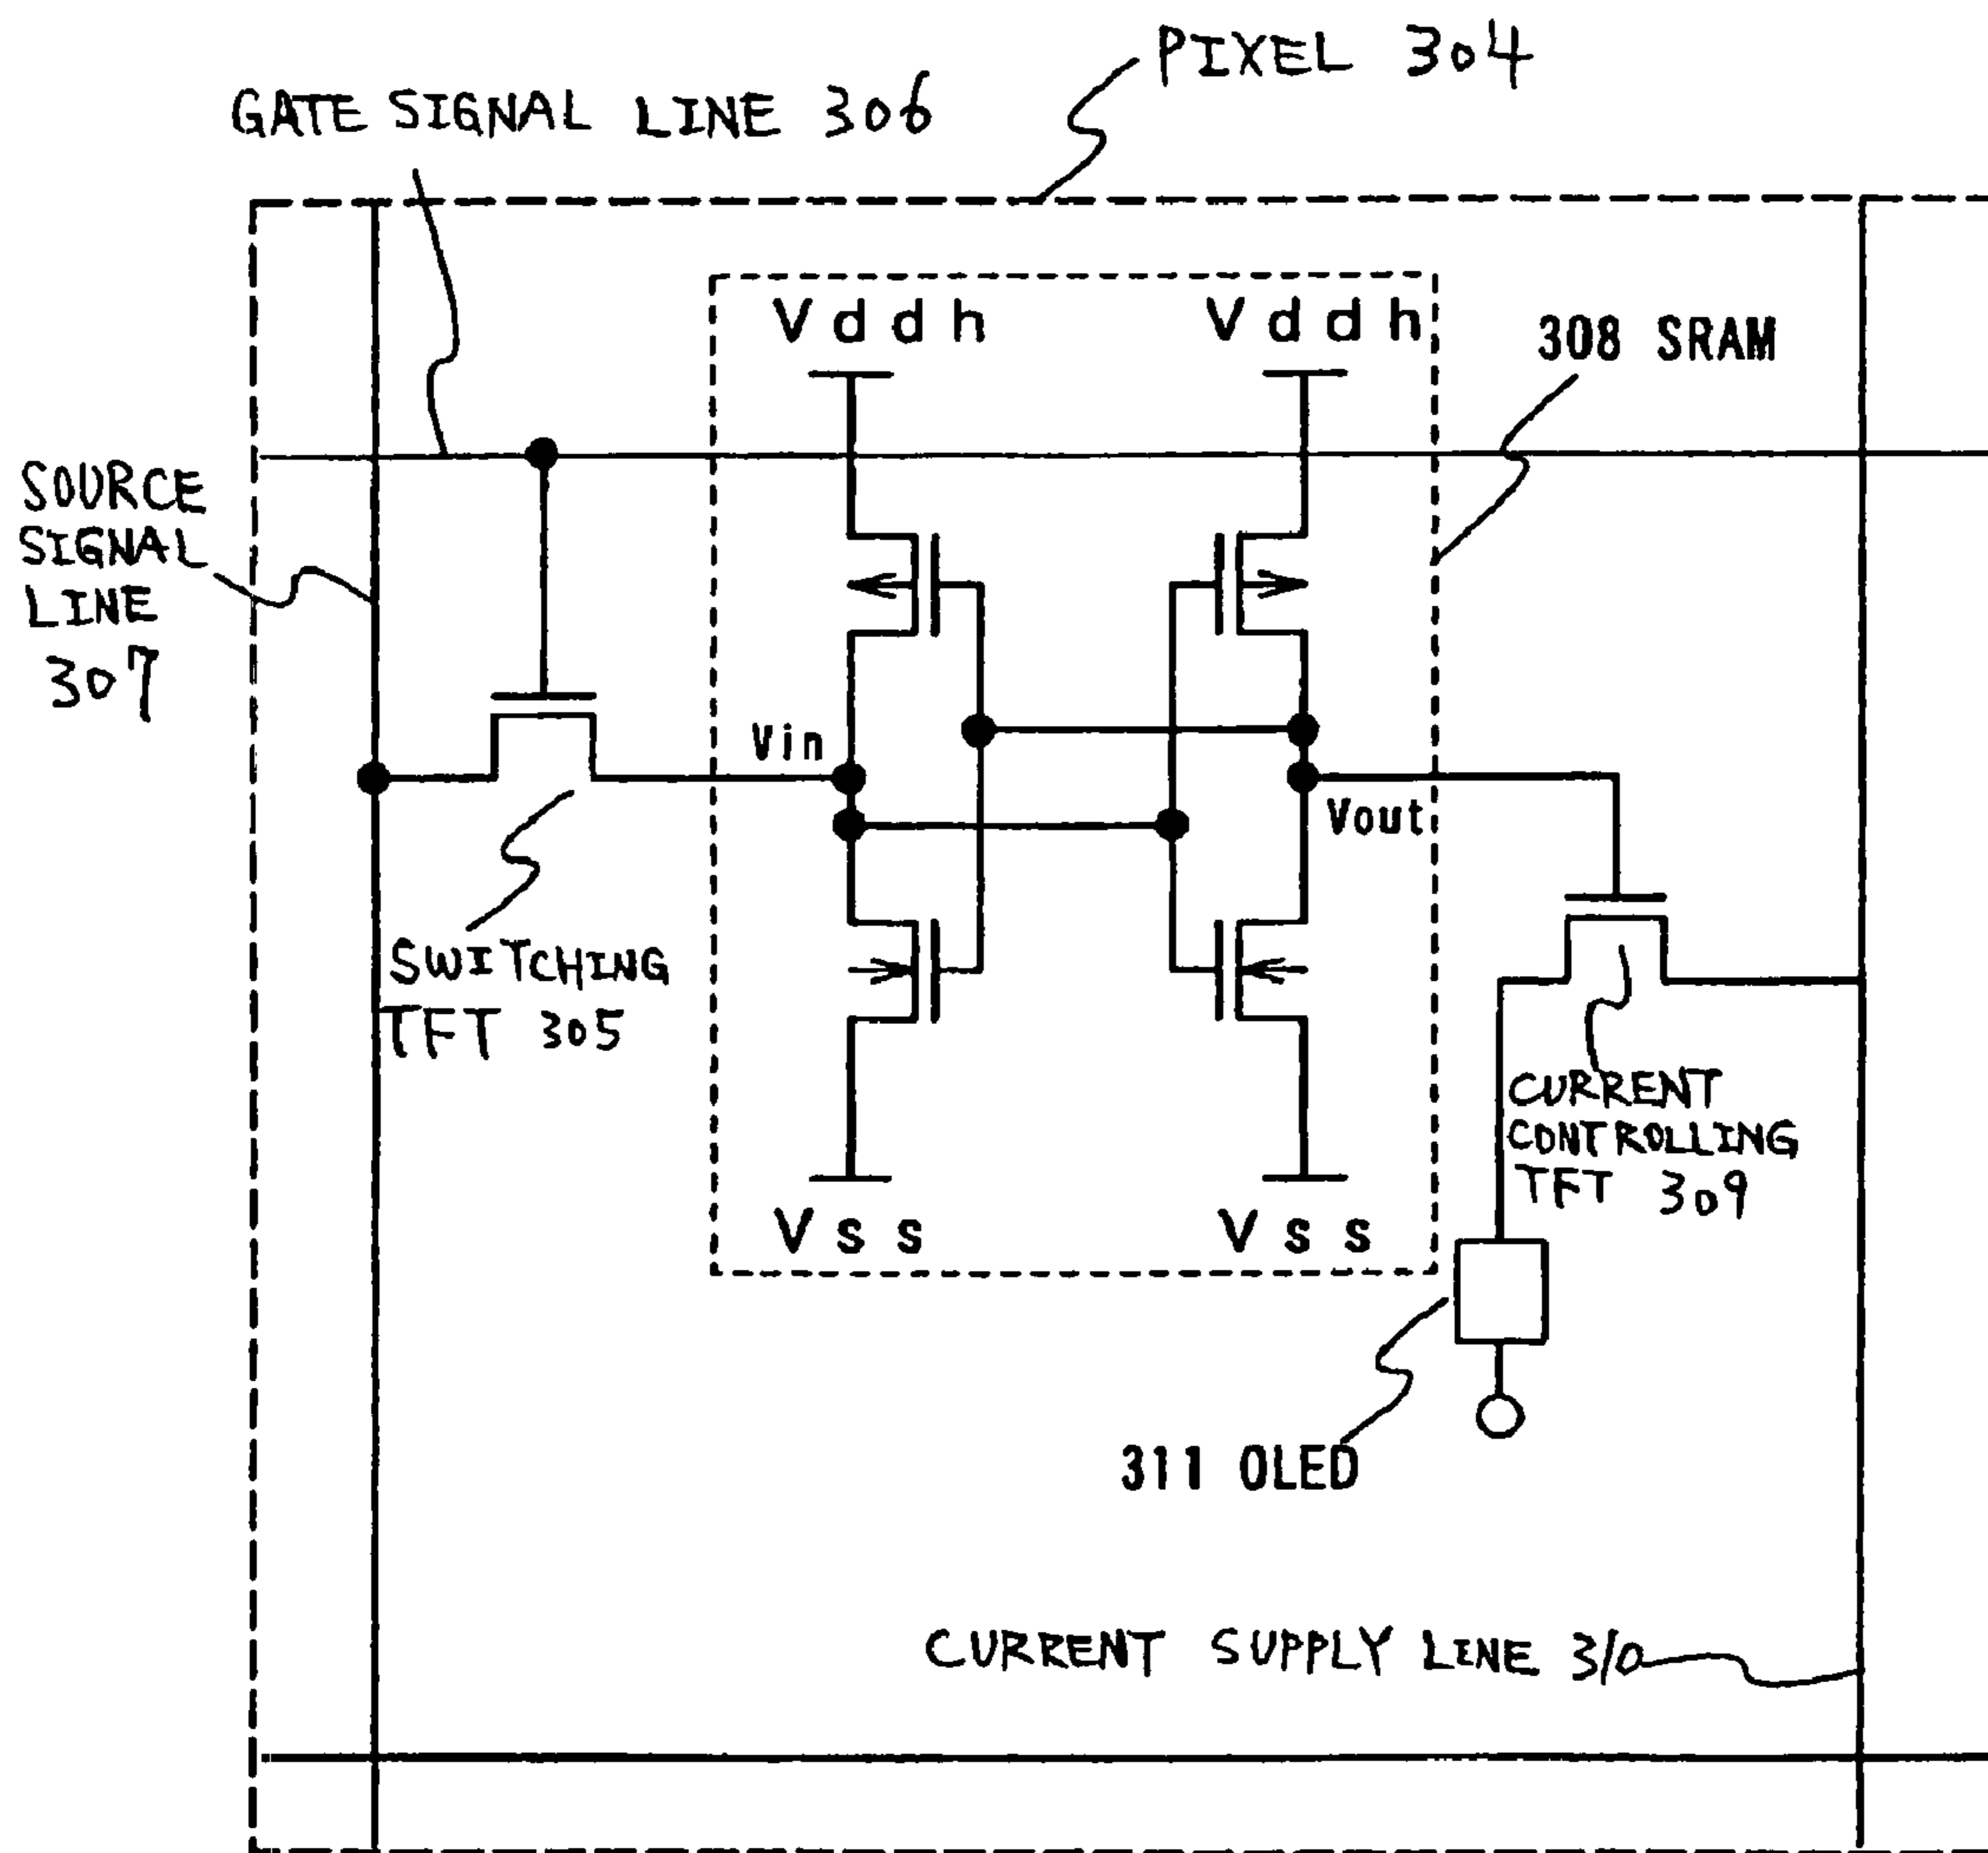 PIXEL 304
GATE SIGNAL LINE 306
Vddh
Vddh
308 SRAM
SOURCE
SIGNAL
LINE
307
Vin
Vout
SWITCHING
TFT 305
CURRENT
CONTROLLING
TFT 309
Vss
Vss
311 OLED
CURRENT SUPPLY LINE 310